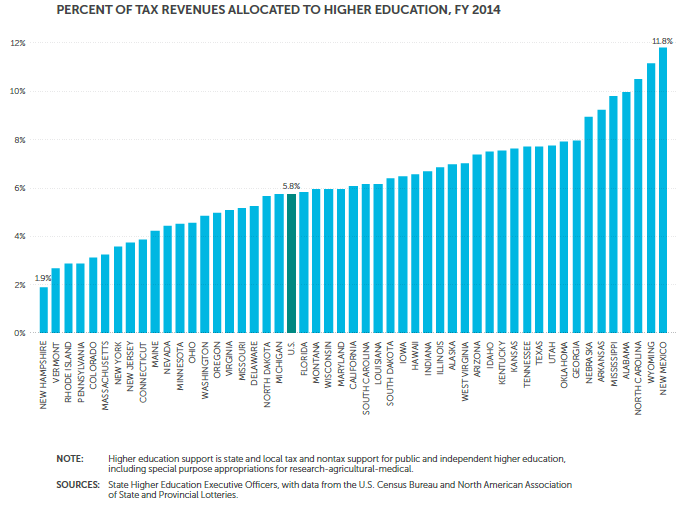 PERCENT OF TAX REVENUES ALLOCATED TO HIGHER EDUCATION, FY 2014
12%
10%
8%
6%
4%
2%
0%
1.9%
5.8%
11.8%
NEW HAMPSHIRE
VERMONT
RHODE ISLAND
PENNSYLVANIA
COLORADO
MASSACHUSETTS
NEW YORK
NEW JERSEY
CONNECTICUT
MAINE
NEVADA
MINNESOTA
OHIO
WASHINGTON
OREGON
VIRGINIA
MISSOURI
DELAWARE
NORTH DAKOTA
MICHIGAN
U.S.
FLORIDA
MONTANA
WISCONSIN
MARYLAND
CALIFORNIA
SOUTH CAROLINA
LOUISIANA
SOUTH DAKOTA
IOWA
HAWAII
INDIANA
ILLINOIS
ALASKA
WEST VIRGINIA
ARIZONA
IDAHO
KENTUCKY
KANSAS
TENNESSEE
TEXAS
UTAH
OKLAHOMA
GEORGIA
NEBRASKA
ARKANSAS
MISSISSIPPI
ALABAMA
NORTH CAROLINA
WYOMING
NEW MEXICO
NOTE: Higher education support is state and local tax and nontax support for public and independent higher education,
including special purpose appropriations for research-agricultural-medical.
SOURCES: State Higher Education Executive Officers, with data from the U.S. Census Bureau and North American Association
of State and Provincial Lotteries.